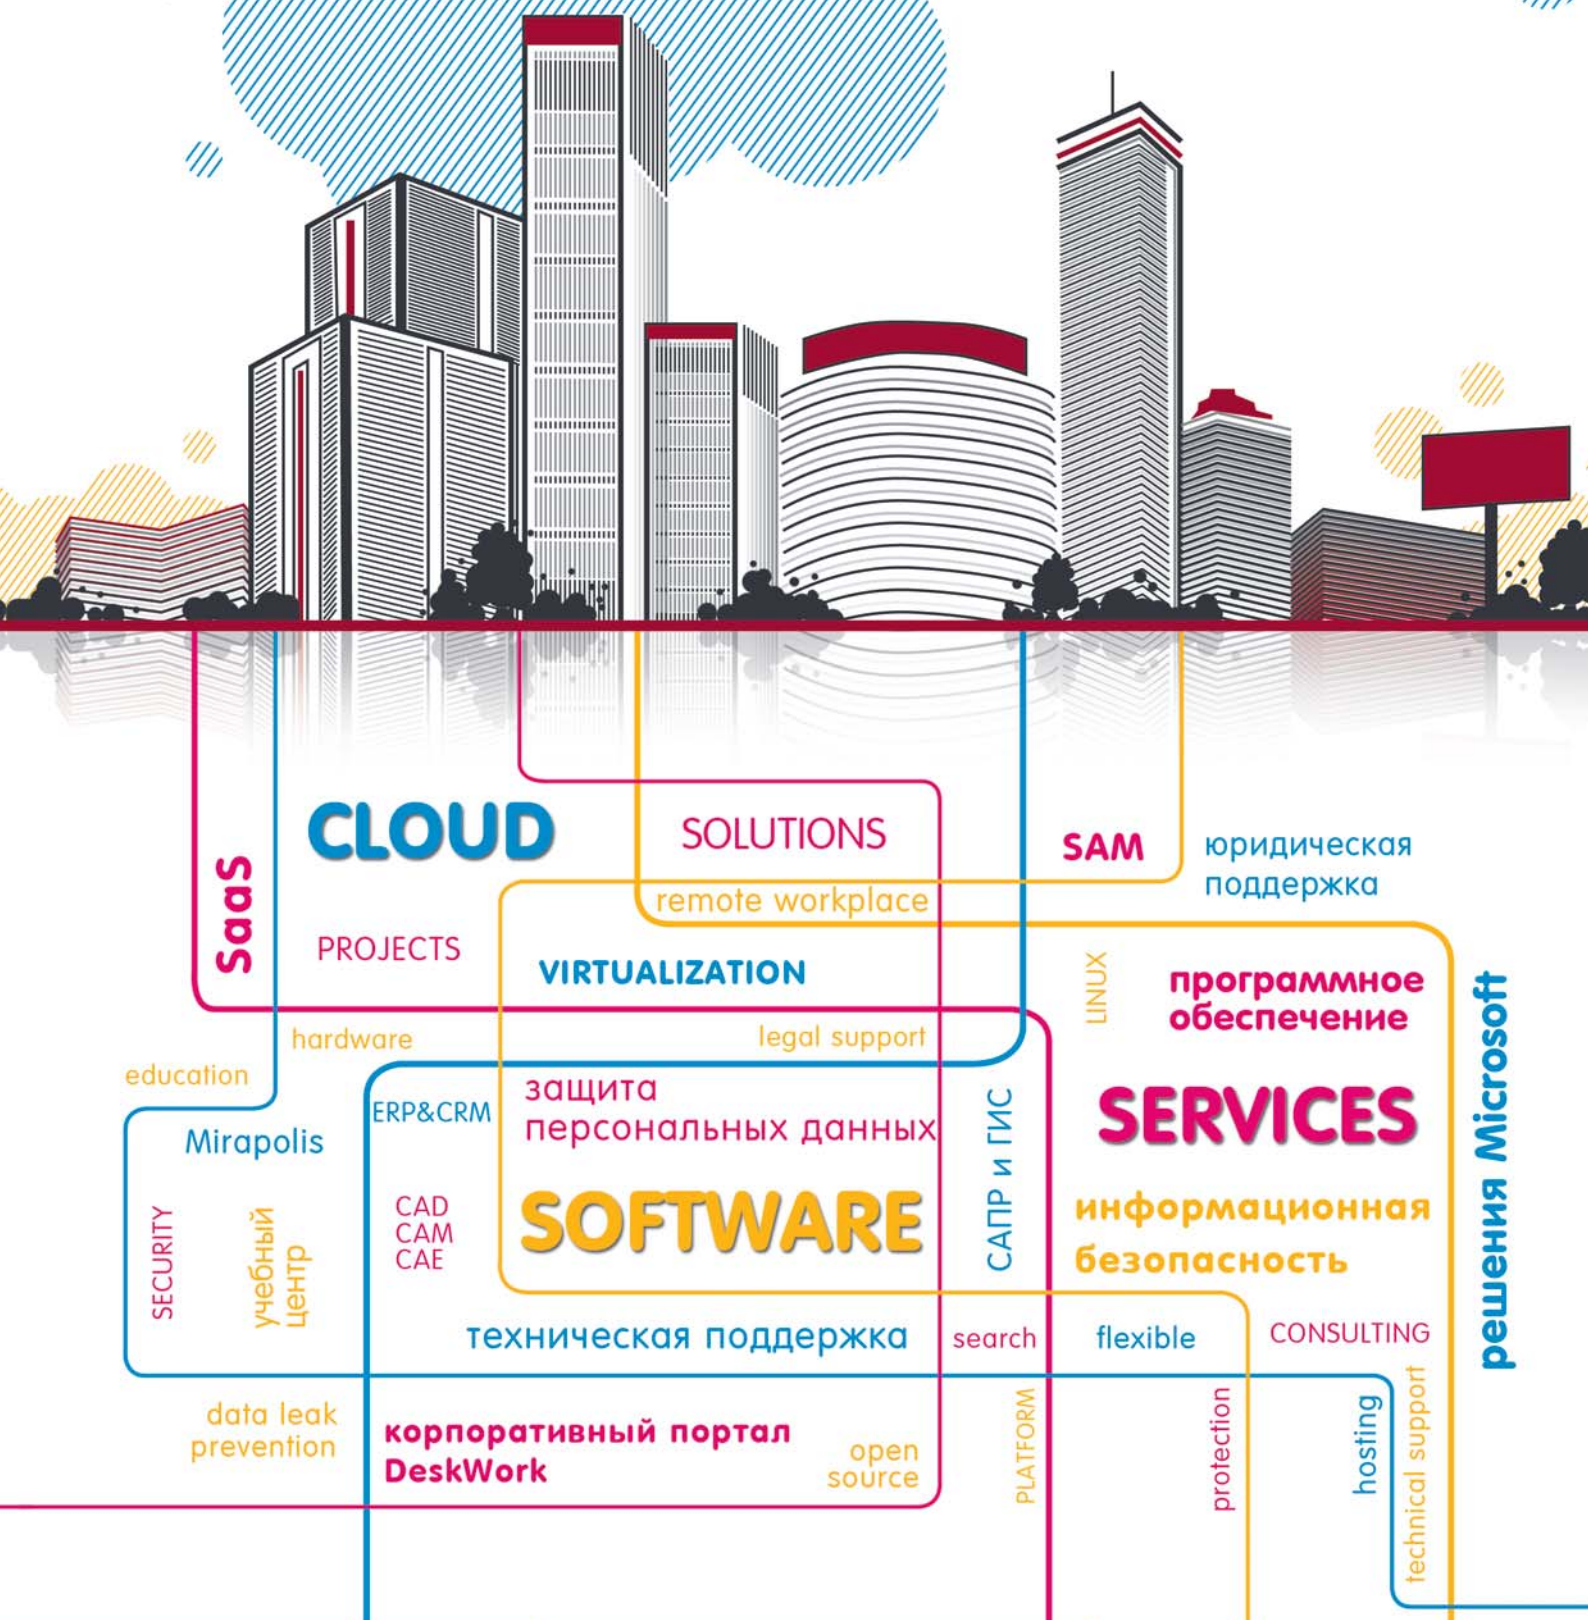 CLOUD
SOLUTIONS
SAM
юридическая
поддержка
SaaS
remote workplace
PROJECTS
VIRTUALIZATION
LINUX
программное
обеспечение
решения Microsoft
hardware
legal support
education
ERP&CRM
защита
персональных данных
САПР и ГИС
SERVICES
Mirapolis
SECURITY
учебный
центр
CAD
CAM
CAE
SOFTWARE
информационная
безопасность
техническая поддержка
search
flexible
CONSULTING
data leak
prevention
корпоративный портал
DeskWork
open
source
PLATFORM
protection
hosting
technical support